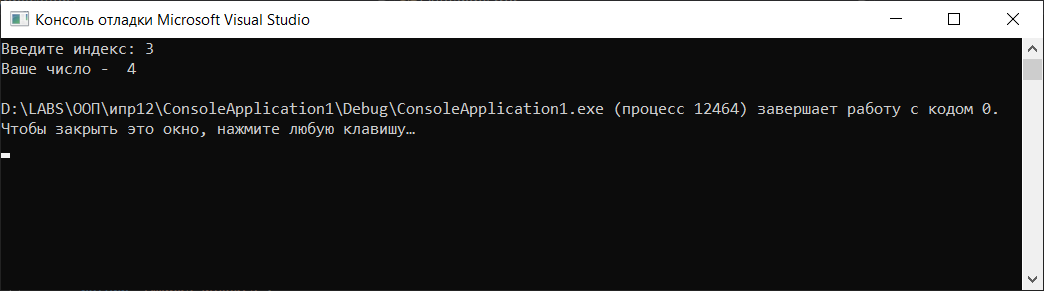 Консоль отладки Microsoft Visual Studio
Введите индекс: 3
Ваше число -  4
D:\LABS\ООП\ипр12\ConsoleApplication1\Debug\ConsoleApplication1.exe (процесс 12464) завершает работу с кодом 0.
Чтобы закрыть это окно, нажмите любую клавишу…